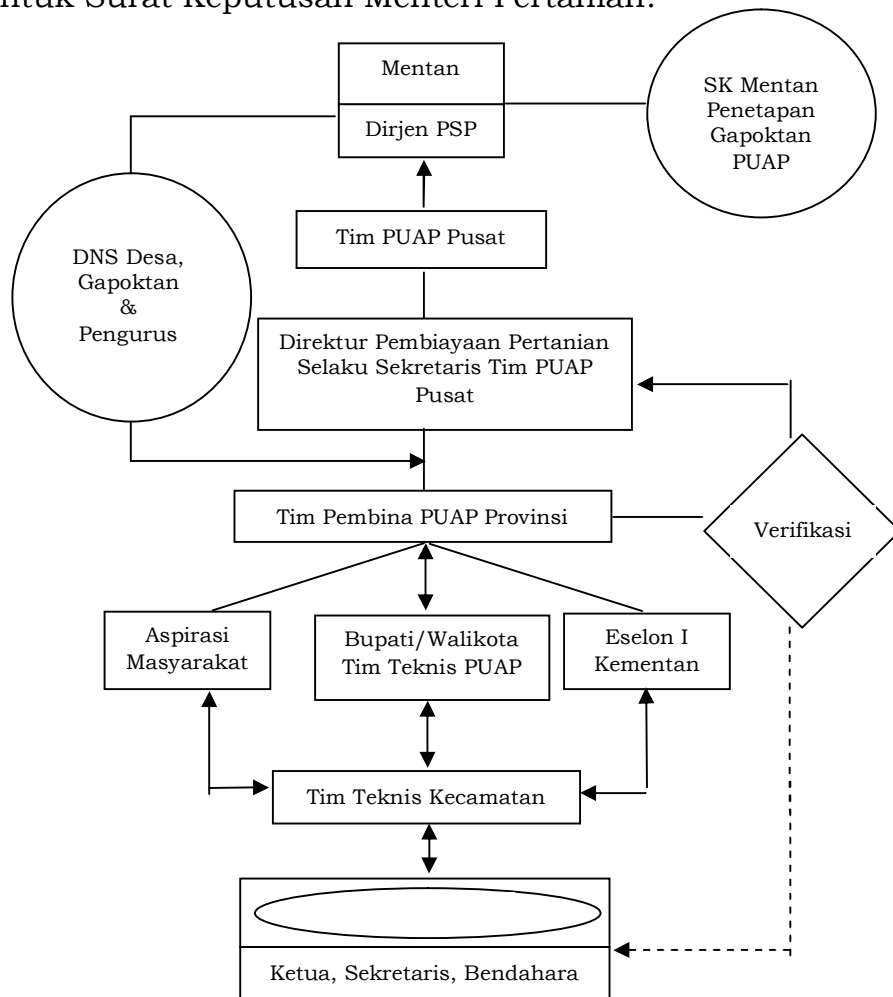 ntuk Surat Keputusan Menteri Pertanian.
Mentan
Dirjen PSP
SK Mentan
Penetapan
Gapoktan
PUAP
Tim PUAP Pusat
DNS Desa,
Gapoktan
&
Pengurus
Direktur Pembiayaan Pertanian
Selaku Sekretaris Tim PUAP
Pusat
Tim Pembina PUAP Provinsi
Verifikasi
Aspirasi
Masyarakat
Bupati/Walikota
Tim Teknis PUAP
Eselon I
Kementan
Tim Teknis Kecamatan
Ketua, Sekretaris, Bendahara